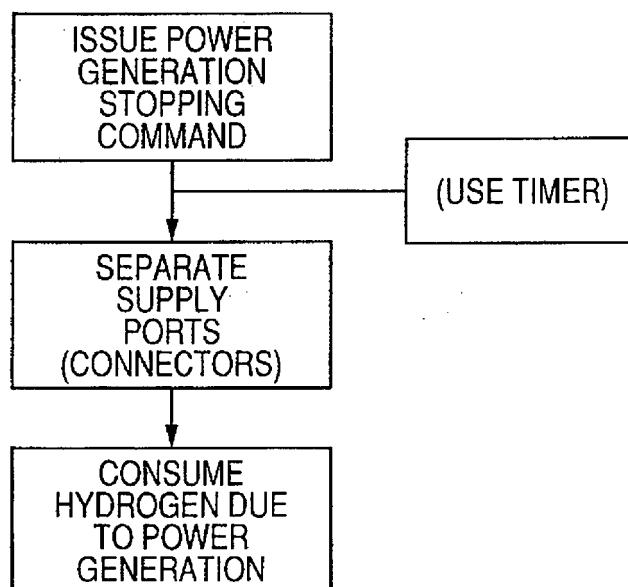 ISSUE POWER
GENERATION
STOPPING
COMMAND
(USE TIMER)
SEPARATE
SUPPLY
PORTS
(CONNECTORS)
CONSUME
HYDROGEN DUE
TO POWER
GENERATION